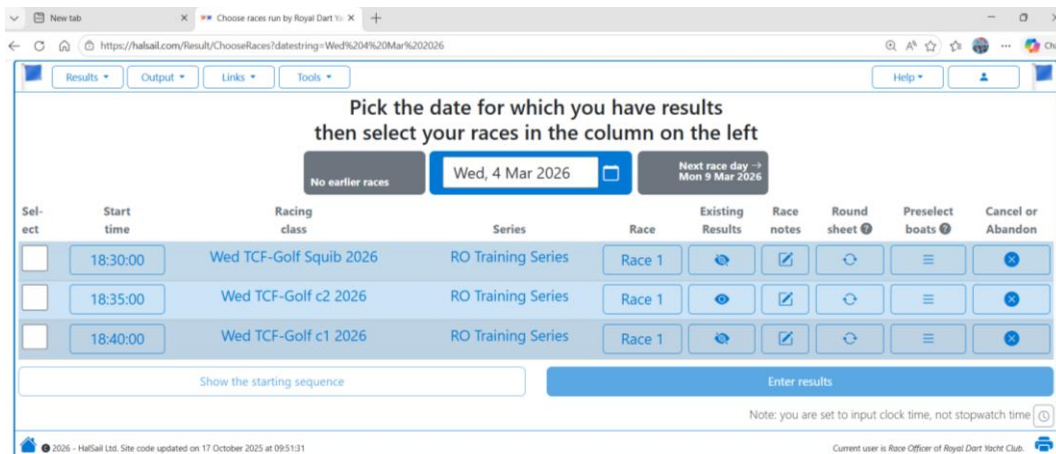 New tab
Choose races run by Royal Dart Ya
https://halsail.com/Result/ChooseRaces?datestring=Wed%204%20Mar%202026
Results Output Links Tools Help
Pick the date for which you have results
then select your races in the column on the left
No earlier races
Wed, 4 Mar 2026
Next race day →
Mon 9 Mar 2026
Sel- Start Racing Existing Race Round Preselect Cancel or
ect time class Series Race Results notes sheet boats Abandon
18:30:00 Wed TCF-Golf Squib 2026 RO Training Series Race 1
18:35:00 Wed TCF-Golf c2 2026 RO Training Series Race 1
18:40:00 Wed TCF-Golf c1 2026 RO Training Series Race 1
Show the starting sequence Enter results
Note: you are set to input clock time, not stopwatch time
2026 - HalSail Ltd. Site code updated on 17 October 2025 at 09:51:31 Current user is Race Officer of Royal Dart Yacht Club.